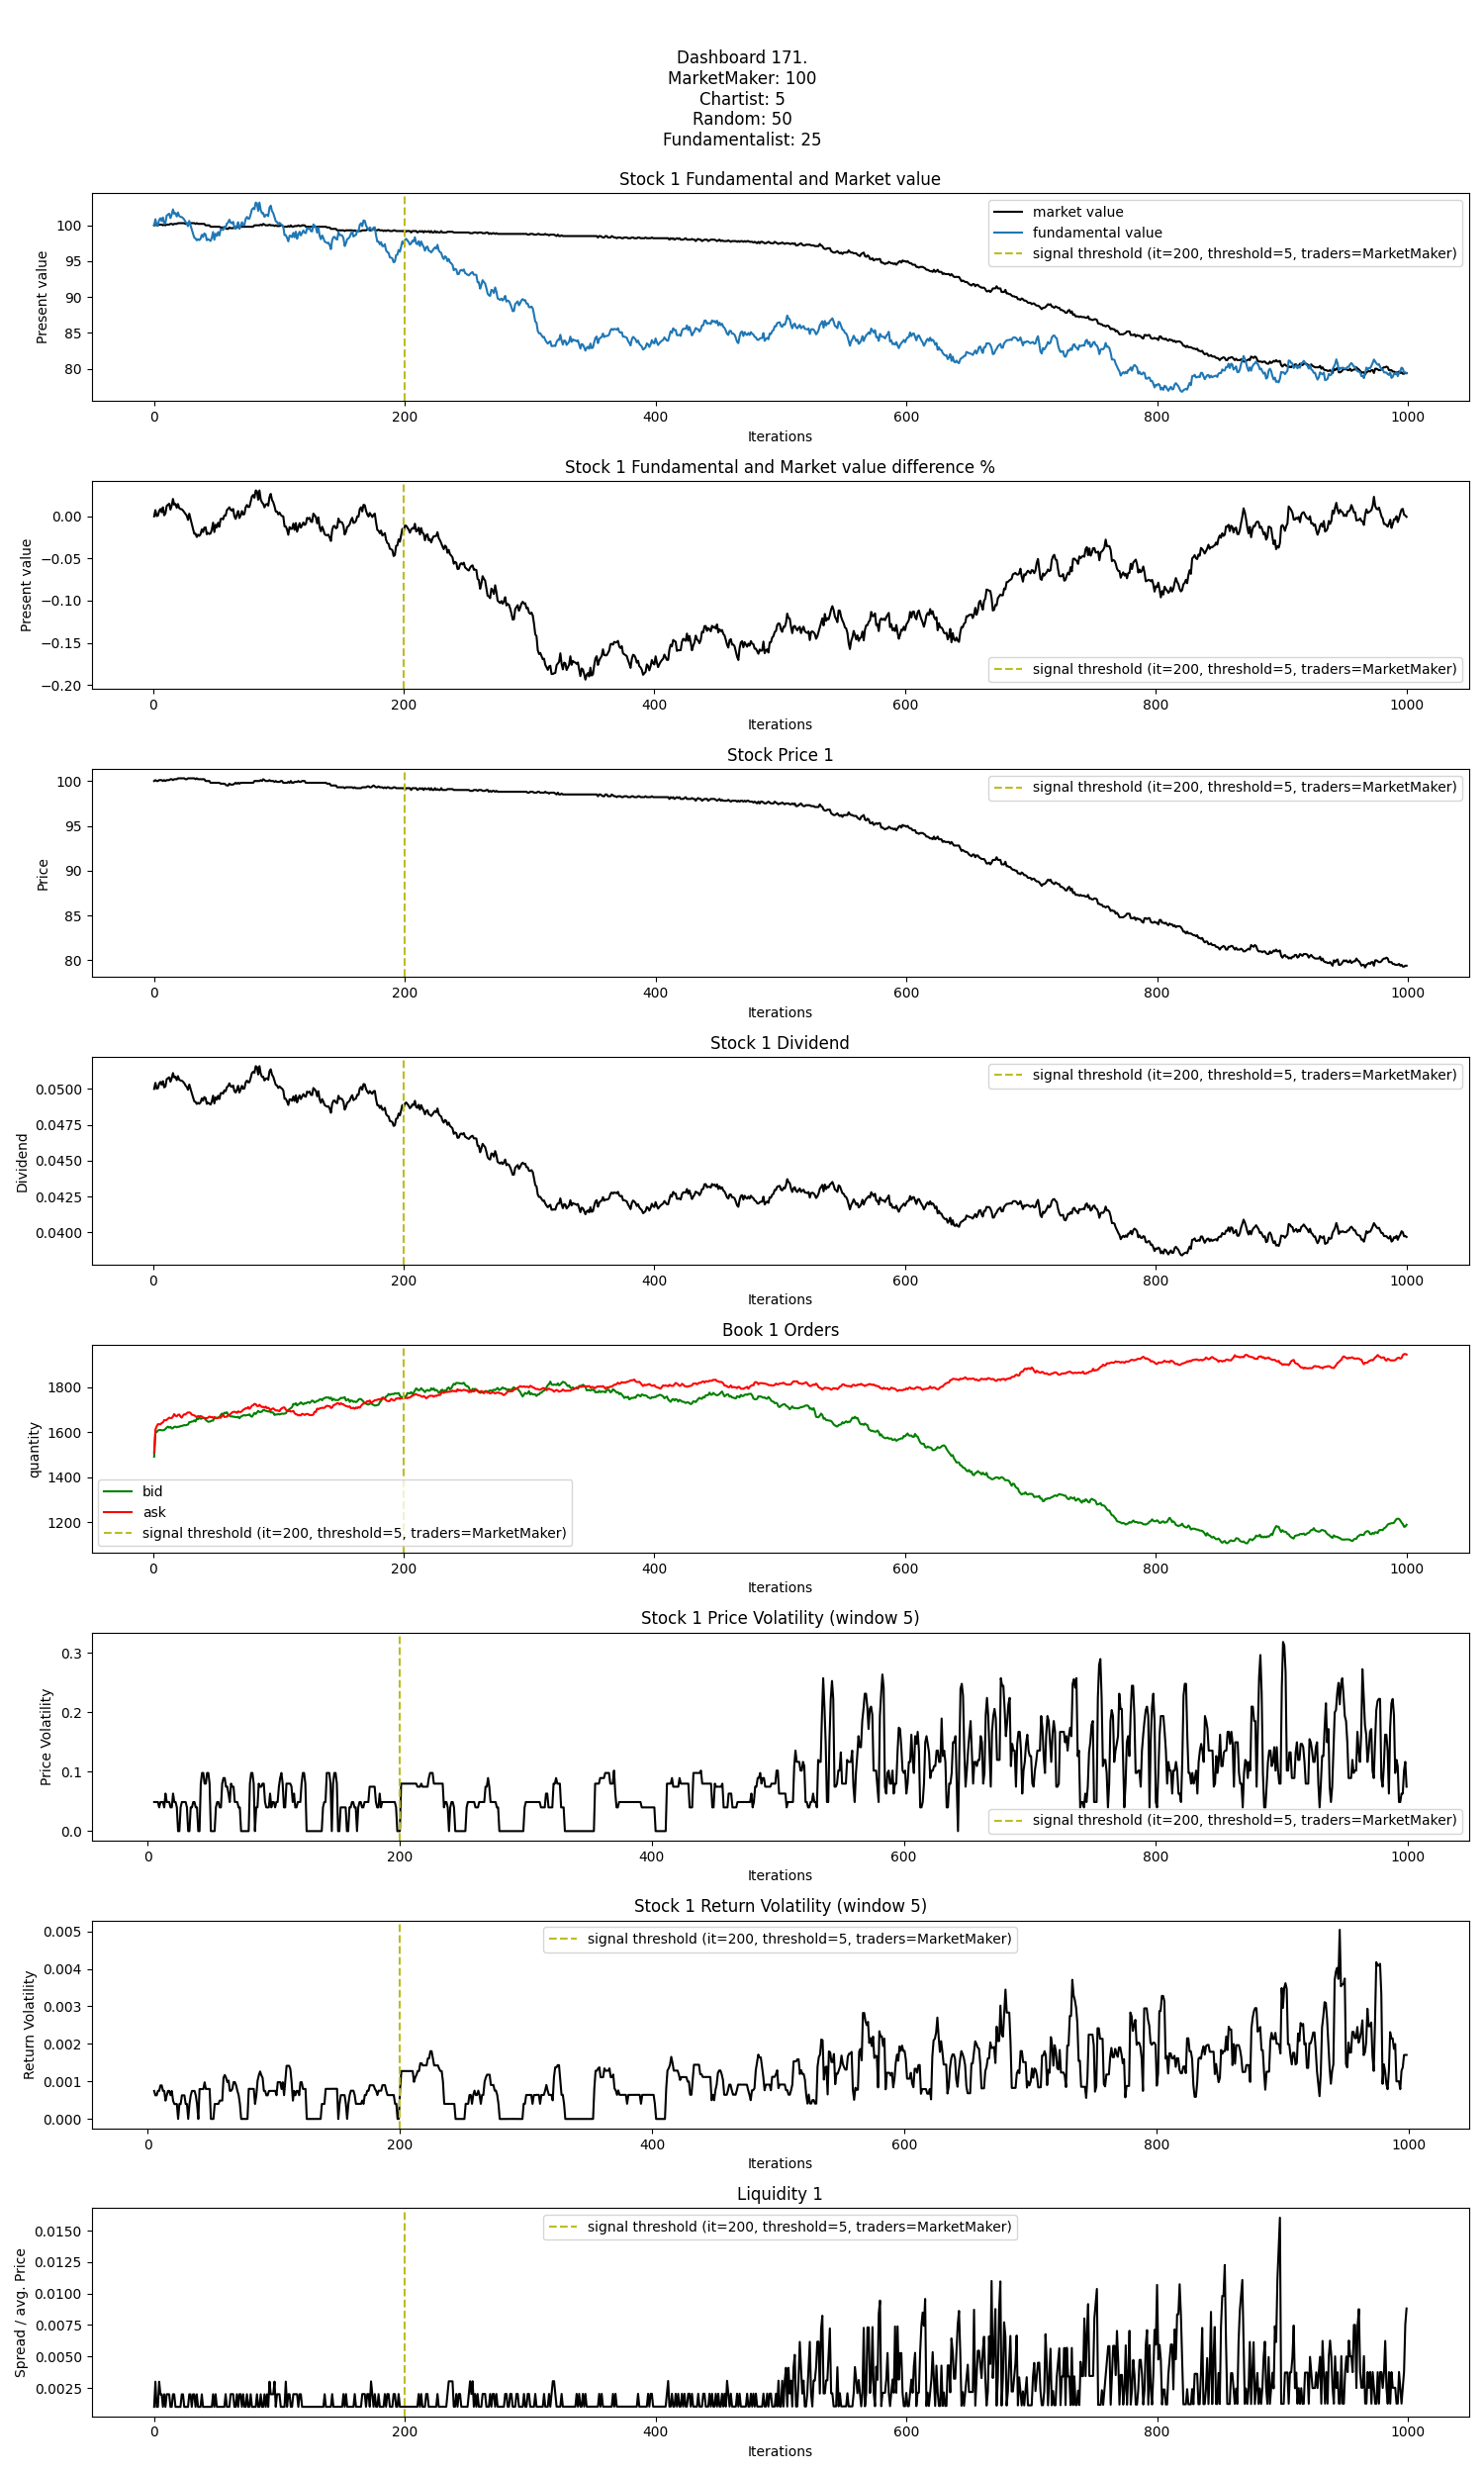 Dashboard 171.
MarketMaker: 100
Chartist: 5
Random: 50
Fundamentalist: 25
Stock 1 Fundamental and Market value
Present value
100
95
90
85
80
market value
fundamental value
signal threshold (it=200, threshold=5, traders=MarketMaker)
0 200 400 600 800 1000
Iterations
Stock 1 Fundamental and Market value difference %
Present value
0.00
−0.05
−0.10
−0.15
−0.20
signal threshold (it=200, threshold=5, traders=MarketMaker)
0 200 400 600 800 1000
Iterations
Stock Price 1
Price
100
95
90
85
80
signal threshold (it=200, threshold=5, traders=MarketMaker)
0 200 400 600 800 1000
Iterations
Stock 1 Dividend
Dividend
0.0500
0.0475
0.0450
0.0425
0.0400
signal threshold (it=200, threshold=5, traders=MarketMaker)
0 200 400 600 800 1000
Iterations
Book 1 Orders
quantity
1800
1600
1400
1200
bid
ask
signal threshold (it=200, threshold=5, traders=MarketMaker)
0 200 400 600 800 1000
Iterations
Stock 1 Price Volatility (window 5)
Price Volatility
0.3
0.2
0.1
0.0
signal threshold (it=200, threshold=5, traders=MarketMaker)
0 200 400 600 800 1000
Iterations
Stock 1 Return Volatility (window 5)
Return Volatility
0.005
0.004
0.003
0.002
0.001
0.000
signal threshold (it=200, threshold=5, traders=MarketMaker)
0 200 400 600 800 1000
Iterations
Liquidity 1
Spread / avg. Price
0.0150
0.0125
0.0100
0.0075
0.0050
0.0025
signal threshold (it=200, threshold=5, traders=MarketMaker)
0 200 400 600 800 1000
Iterations